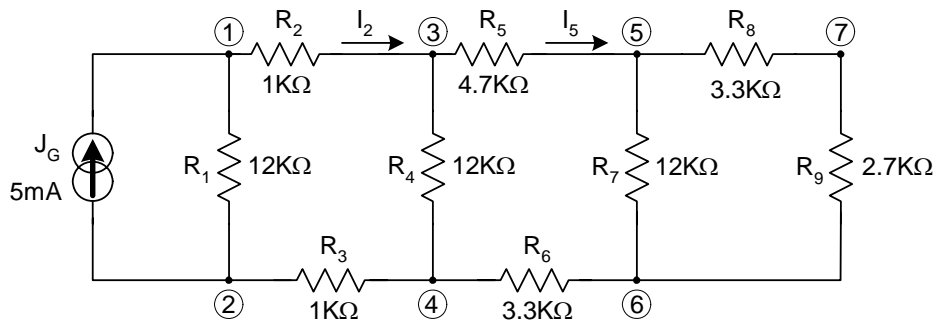 1 R2 I2 3 R5 I5 5 R8 7
1KΩ 4.7KΩ 3.3KΩ
JG
5mA
R1 12KΩ R4 12KΩ R7 12KΩ R9 2.7KΩ
R3 R6
2 1KΩ 4 3.3KΩ 6